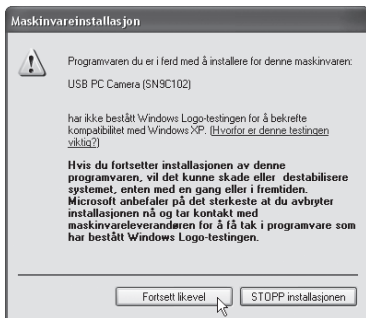 Maskinvareinstallasjon
Programvaren du er i ferd med å installere for denne maskinvaren:
USB PC Camera (SN9C102)
har ikke bestått Windows Logo-testingen for å bekrefte
kompatibilitet med Windows XP. (Hvorfor er denne testingen
viktig?)
Hvis du fortsetter installasjonen av denne
programvaren, vil det kunne skade eller destabilisere
systemet, enten med en gang eller i fremtiden.
Microsoft anbefaler på det sterkeste at du avbryter
installasjonen nå og tar kontakt med
maskinvareleverandøren for å få tak i programvare som
har bestått Windows Logo-testingen.
Fortsett likevel
STOPP installasjonen